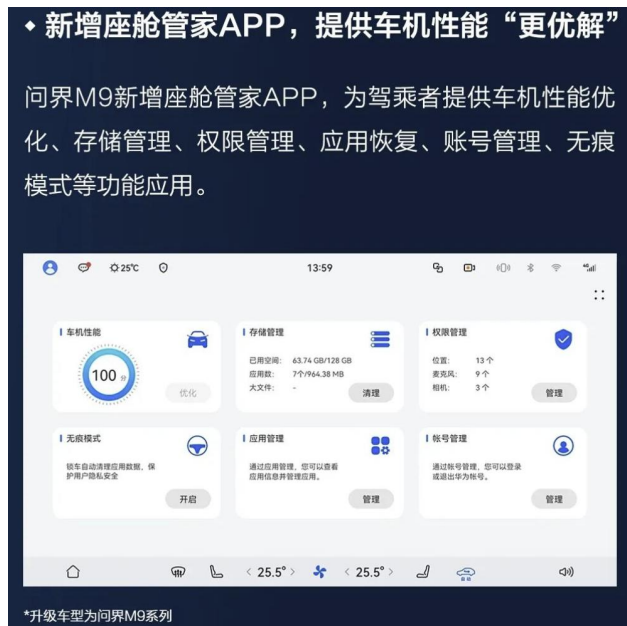 新增座舱管家APP，提供车机性能“更优解”
问界M9新增座舱管家APP，为驾乘者提供车机性能优
化、存储管理、权限管理、应用恢复、账号管理、无痕
模式等功能应用。
25℃ 13:59 4G
车机性能
100 分
优化
存储管理
已用空间： 63.74 GB/128 GB
应用数： 7个/964.38 MB
大文件： -
清理
权限管理
位置： 13 个
麦克风： 9 个
相机： 3 个
管理
无痕模式
锁车自动清理应用数据，保
护用户隐私安全
开启
应用管理
通过应用管理，您可以查看
应用信息并管理应用。
管理
帐号管理
通过帐号管理，您可以登录
或退出华为帐号。
管理
25.5° 25.5°
*升级车型为问界M9系列